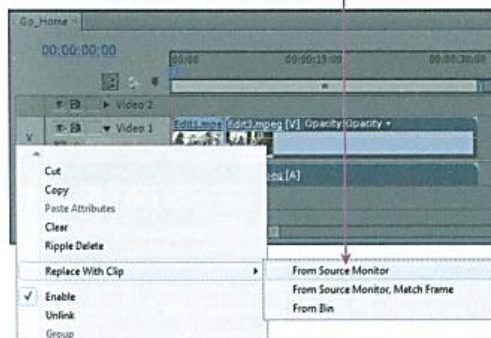 Go_Home ×
00:00:00:00
00:00 00:00:15:00 00:00:30:00
Video 2
V Video 1 Edit1.mpe Edit3.mpeg [V] Opacity:Opacity
peg [A]
Cut
Copy
Paste Attributes
Clear
Ripple Delete
Replace With Clip
From Source Monitor
From Source Monitor, Match Frame
From Bin
Enable
Unlink
Group